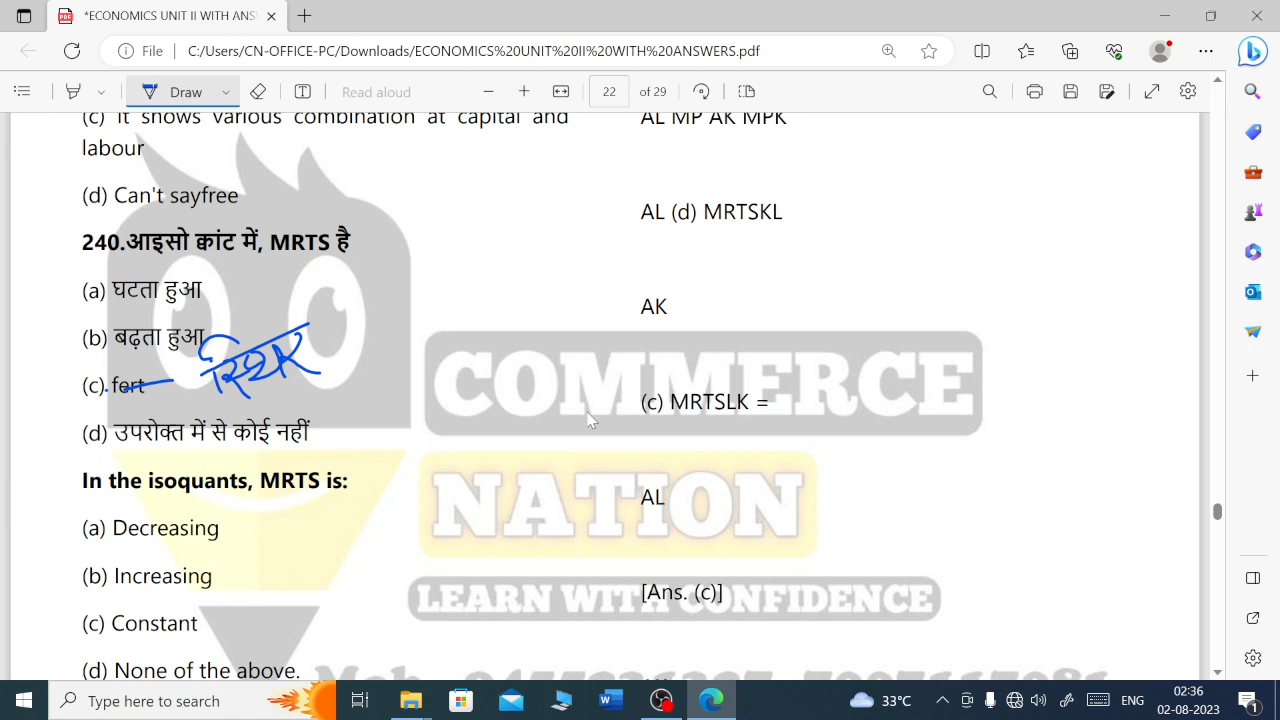 *ECONOMICS UNIT II WITH ANS
File
C:/Users/CN-OFFICE-PC/Downloads/ECONOMICS%20UNIT%20II%20WITH%20ANSWERS.pdf
Draw
Read aloud
22
of 29
(c) It shows various combination at capital and
labour
(d) Can't sayfree
240.आइसो क्वांट में, MRTS है
(a) घटता हुआ
(b) बढ़ता हुआ
(c). fert
स्थिर
(d) उपरोक्त में से कोई नहीं
In the isoquants, MRTS is:
(a) Decreasing
(b) Increasing
(c) Constant
(d) None of the above.
AL MP AK MPK
AL (d) MRTSKL
AK
(c) MRTSLK =
AL
[Ans. (c)]
COMMERCE
NATION
LEARN WITH CONFIDENCE
Type here to search
33°C
ENG
02:36
02-08-2023
1